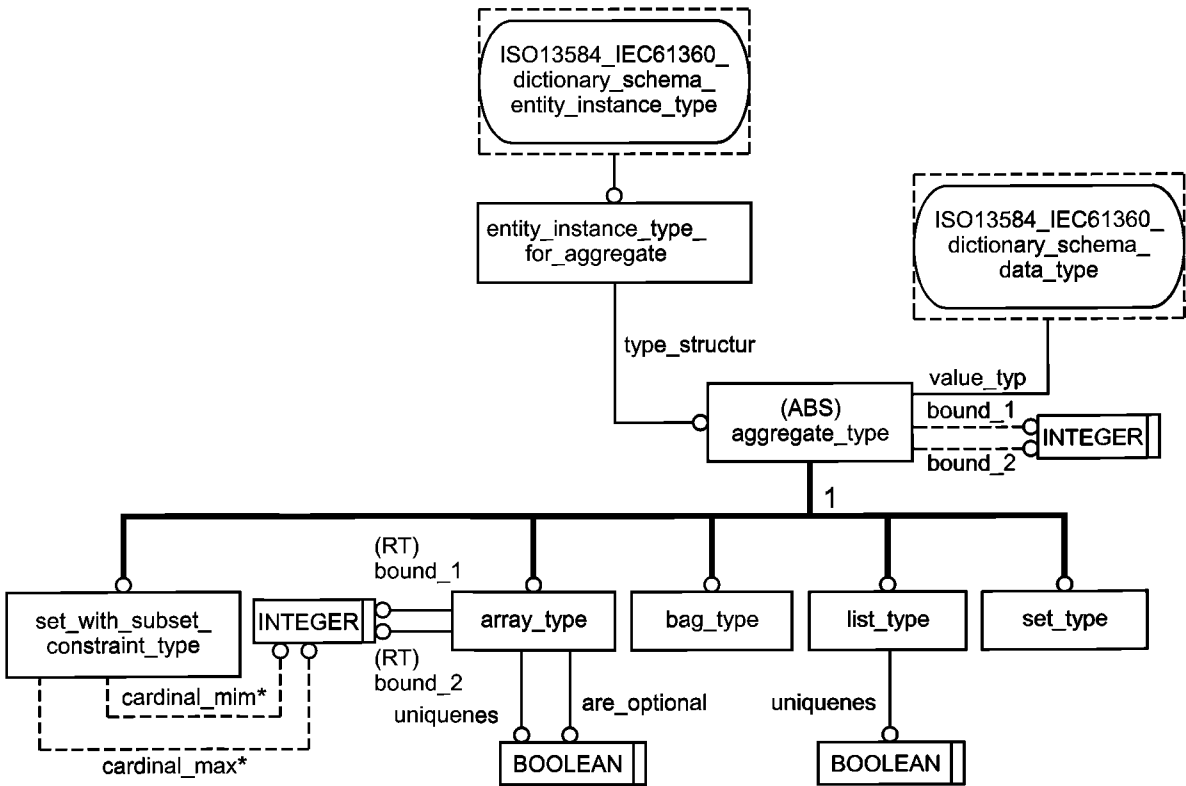 ISO13584_IEC61360_
dictionary_schema_
entity_instance_type
entity_instance_type_
for_aggregate
ISO13584_IEC61360_
dictionary_schema_
data_type
type_structur
value_typ
(ABS)
aggregate_type
bound_1
INTEGER
bound_2
1
(RT)
bound_1
set_with_subset_
constraint_type
INTEGER
array_type
bag_type
list_type
set_type
(RT)
bound_2
cardinal_mim*
uniquenes
are_optional
uniquenes
cardinal_max*
BOOLEAN
BOOLEAN